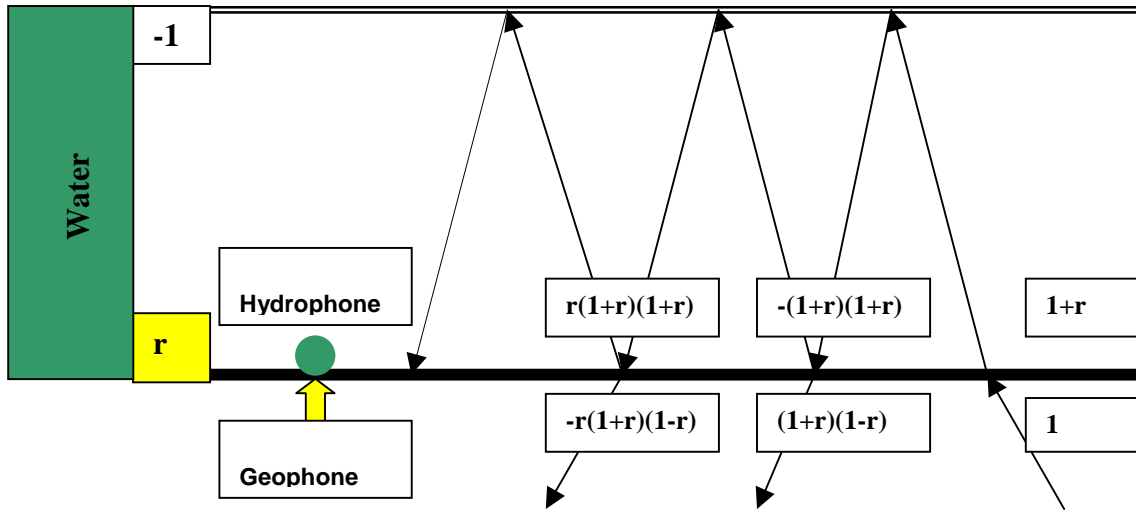 -1
Water
Hydrophone
r(1+r)(1+r)
-(1+r)(1+r)
1+r
r
-r(1+r)(1-r)
(1+r)(1-r)
1
Geophone